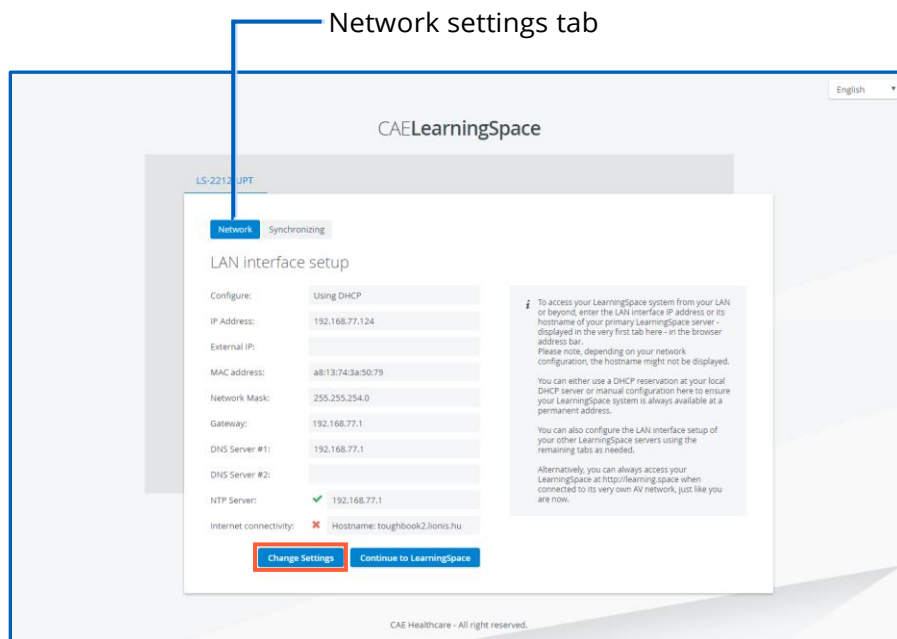 Network settings tab
English
CAELearningSpace
LS-2212-UPT
Network Synchronizing
LAN interface setup
Configure: Using DHCP
IP Address: 192.168.77.124
External IP:
MAC address: a8:13:74:3a:50:79
Network Mask: 255.255.254.0
Gateway: 192.168.77.1
DNS Server #1: 192.168.77.1
DNS Server #2:
NTP Server: 192.168.77.1
Internet connectivity: Hostname: toughbook2.lionis.hu
Change Settings Continue to LearningSpace
i To access your LearningSpace system from your LAN
or beyond, enter the LAN interface IP address or its
hostname of your primary LearningSpace server -
displayed in the very first tab here - in the browser
address bar.
Please note, depending on your network
configuration, the hostname might not be displayed.
You can either use a DHCP reservation at your local
DHCP server or manual configuration here to ensure
your LearningSpace system is always available at a
permanent address.
You can also configure the LAN interface setup of
your other LearningSpace servers using the
remaining tabs as needed.
Alternatively, you can always access your
LearningSpace at http://learning.space when
connected to its very own AV network, just like you
are now.
CAE Healthcare - All right reserved.